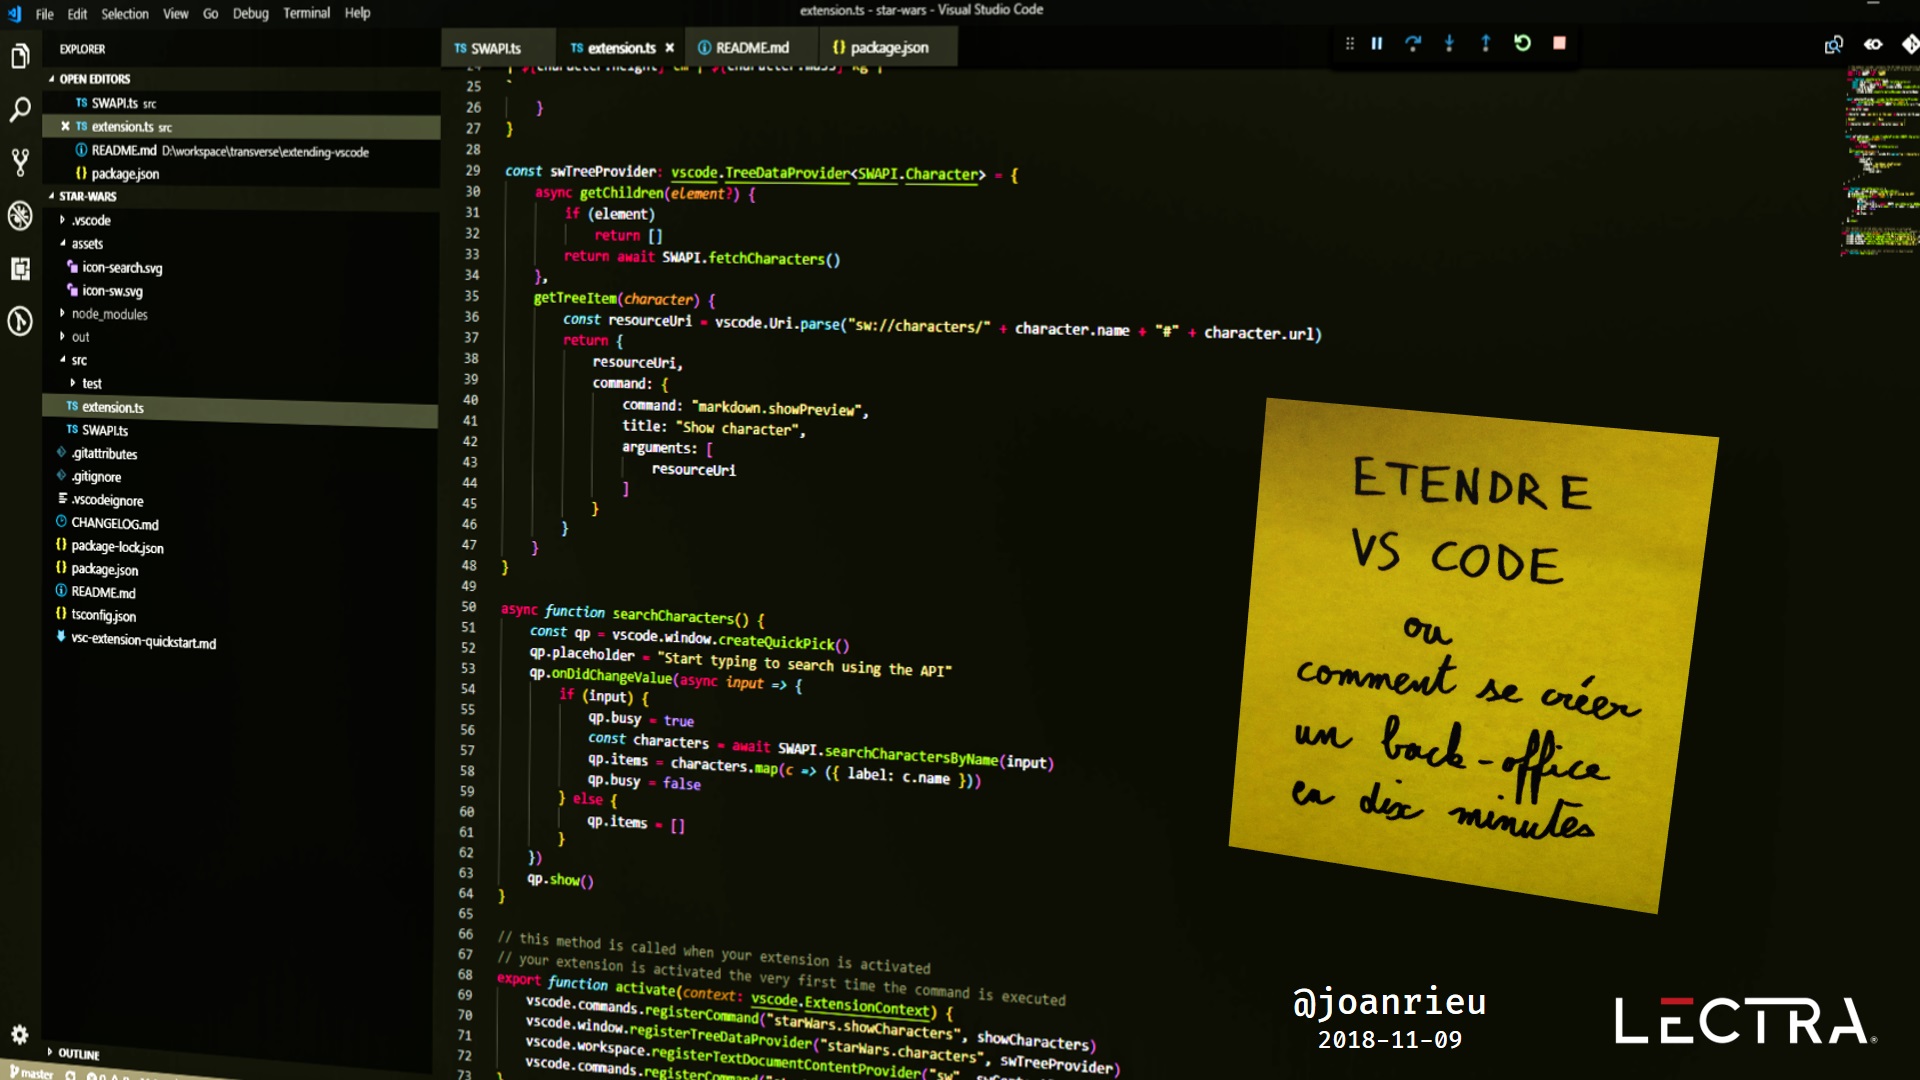 File Edit Selection View Go Debug Terminal Help
extension.ts - star-wars - Visual Studio Code
EXPLORER
OPEN EDITORS
TS SWAPI.ts src
TS extension.ts src
README.md D:\workspace\transverse\extending-vscode
{} package.json
STAR-WARS
.vscode
assets
icon-search.svg
icon-sw.svg
node_modules
out
src
test
TS extension.ts
TS SWAPI.ts
.gitattributes
.gitignore
.vscodeignore
CHANGELOG.md
{} package-lock.json
{} package.json
README.md
{} tsconfig.json
vsc-extension-quickstart.md
OUTLINE
master
TS SWAPI.ts
TS extension.ts
README.md
{} package.json
25 `
26 }
27 }
28
29 const swTreeProvider: vscode.TreeDataProvider<SWAPI.Character> = {
30 async getChildren(element?) {
31 if (element)
32 return []
33 return await SWAPI.fetchCharacters()
34 },
35 getTreeItem(character) {
36 const resourceUri = vscode.Uri.parse("sw://characters/" + character.name + "#" + character.url)
37 return {
38 resourceUri,
39 command: {
40 command: "markdown.showPreview",
41 title: "Show character",
42 arguments: [
43 resourceUri
44 ]
45 }
46 }
47 }
48 }
49
50 async function searchCharacters() {
51 const qp = vscode.window.createQuickPick()
52 qp.placeholder = "Start typing to search using the API"
53 qp.onDidChangeValue(async input => {
54 if (input) {
55 qp.busy = true
56 const characters = await SWAPI.searchCharactersByName(input)
57 qp.items = characters.map(c => ({ label: c.name }))
58 qp.busy = false
59 } else {
60 qp.items = []
61 }
62 })
63 qp.show()
64 }
65
66 // this method is called when your extension is activated
67 // your extension is activated the very first time the command is executed
68 export function activate(context: vscode.ExtensionContext) {
69 vscode.commands.registerCommand("starWars.showCharacters", showCharacters)
70 vscode.window.registerTreeDataProvider("starWars.characters", swTreeProvider)
71 vscode.workspace.registerTextDocumentContentProvider("sw"
72 vscode.commands.registerCommand(
73
ETENDRE
VS CODE
ou
comment se créer
un back-office
en dix minutes
@joanrieu
2018-11-09
LECTRA®